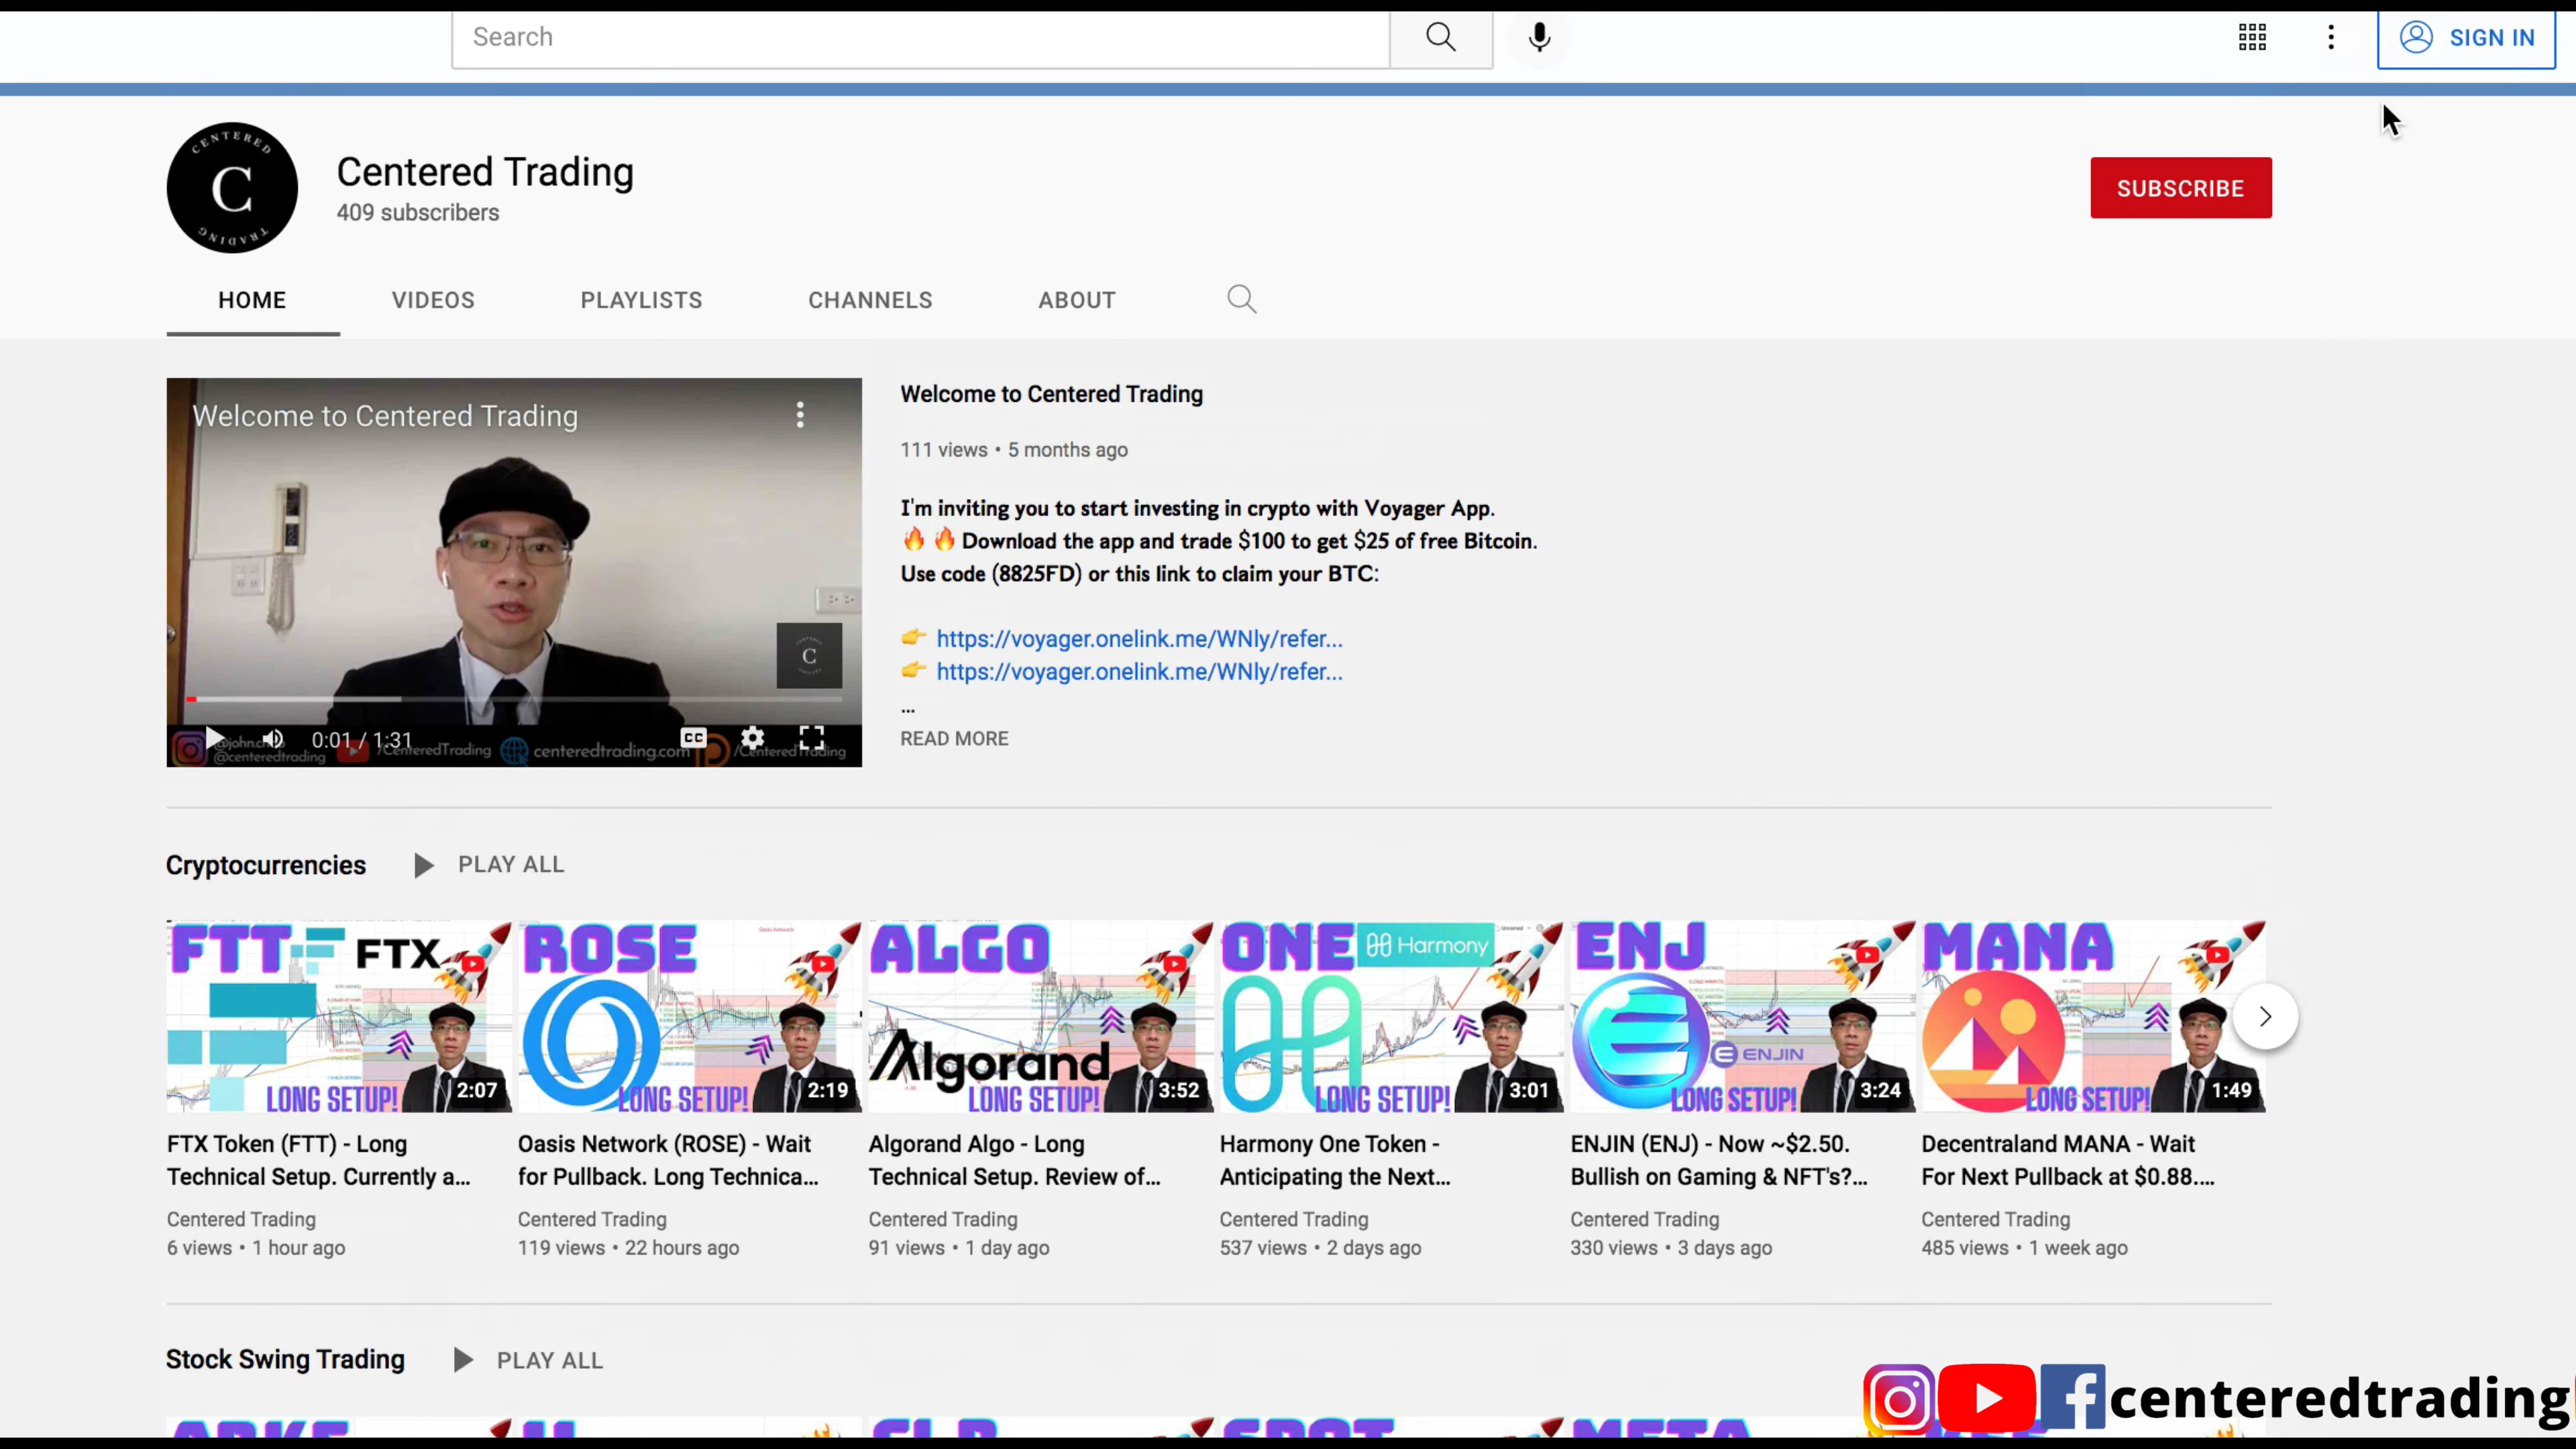 Search
SIGN IN
CENTERED
C
TRADING
Centered Trading
409 subscribers
SUBSCRIBE
HOME
VIDEOS
PLAYLISTS
CHANNELS
ABOUT
Welcome to Centered Trading
C
0:01 / 1:31
CC
@centeredtrading
/CenteredTrading
centeredtrading.com
/CenteredTrading
Welcome to Centered Trading
111 views • 5 months ago
I'm inviting you to start investing in crypto with Voyager App.
🔥 🔥 Download the app and trade $100 to get $25 of free Bitcoin.
Use code (8825FD) or this link to claim your BTC:
👉 https://voyager.onelink.me/WNly/refer...
👉 https://voyager.onelink.me/WNly/refer...
...
READ MORE
Cryptocurrencies
PLAY ALL
FTT FTX
LONG SETUP!
2:07
ROSE
LONG SETUP!
2:19
ALGO
Algorand
LONG SETUP!
3:52
ONE Harmony
LONG SETUP!
3:01
ENJ
ENJIN
LONG SETUP!
3:24
MANA
LONG SETUP!
1:49
FTX Token (FTT) - Long
Technical Setup. Currently a...
Centered Trading
6 views • 1 hour ago
Oasis Network (ROSE) - Wait
for Pullback. Long Technica...
Centered Trading
119 views • 22 hours ago
Algorand Algo - Long
Technical Setup. Review of...
Centered Trading
91 views • 1 day ago
Harmony One Token -
Anticipating the Next...
Centered Trading
537 views • 2 days ago
ENJIN (ENJ) - Now ~$2.50.
Bullish on Gaming & NFT's?...
Centered Trading
330 views • 3 days ago
Decentraland MANA - Wait
For Next Pullback at $0.88....
Centered Trading
485 views • 1 week ago
Stock Swing Trading
PLAY ALL
SPOT
META
centeredtrading